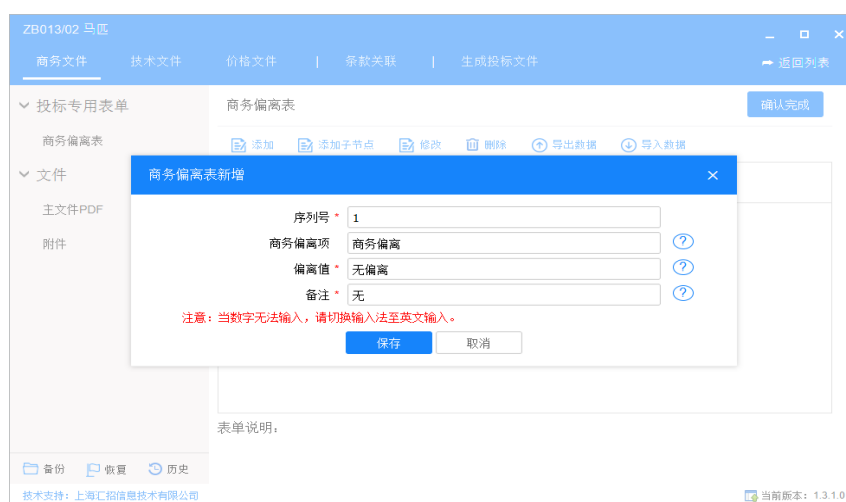 ZB013/02 马匹
商务文件 技术文件 价格文件 | 条款关联 | 生成投标文件 返回列表
投标专用表单 商务偏离表 确认完成
商务偏离表 添加 添加子节点 修改 删除 导出数据 导入数据
文件
主文件PDF
附件
商务偏离表新增
序列号 * 1
商务偏离项 商务偏离 ?
偏离值 * 无偏离 ?
备注 * 无 ?
注意：当数字无法输入，请切换输入法至英文输入。
保存 取消
表单说明：
备份 恢复 历史
技术支持：上海汇招信息技术有限公司 当前版本：1.3.1.0